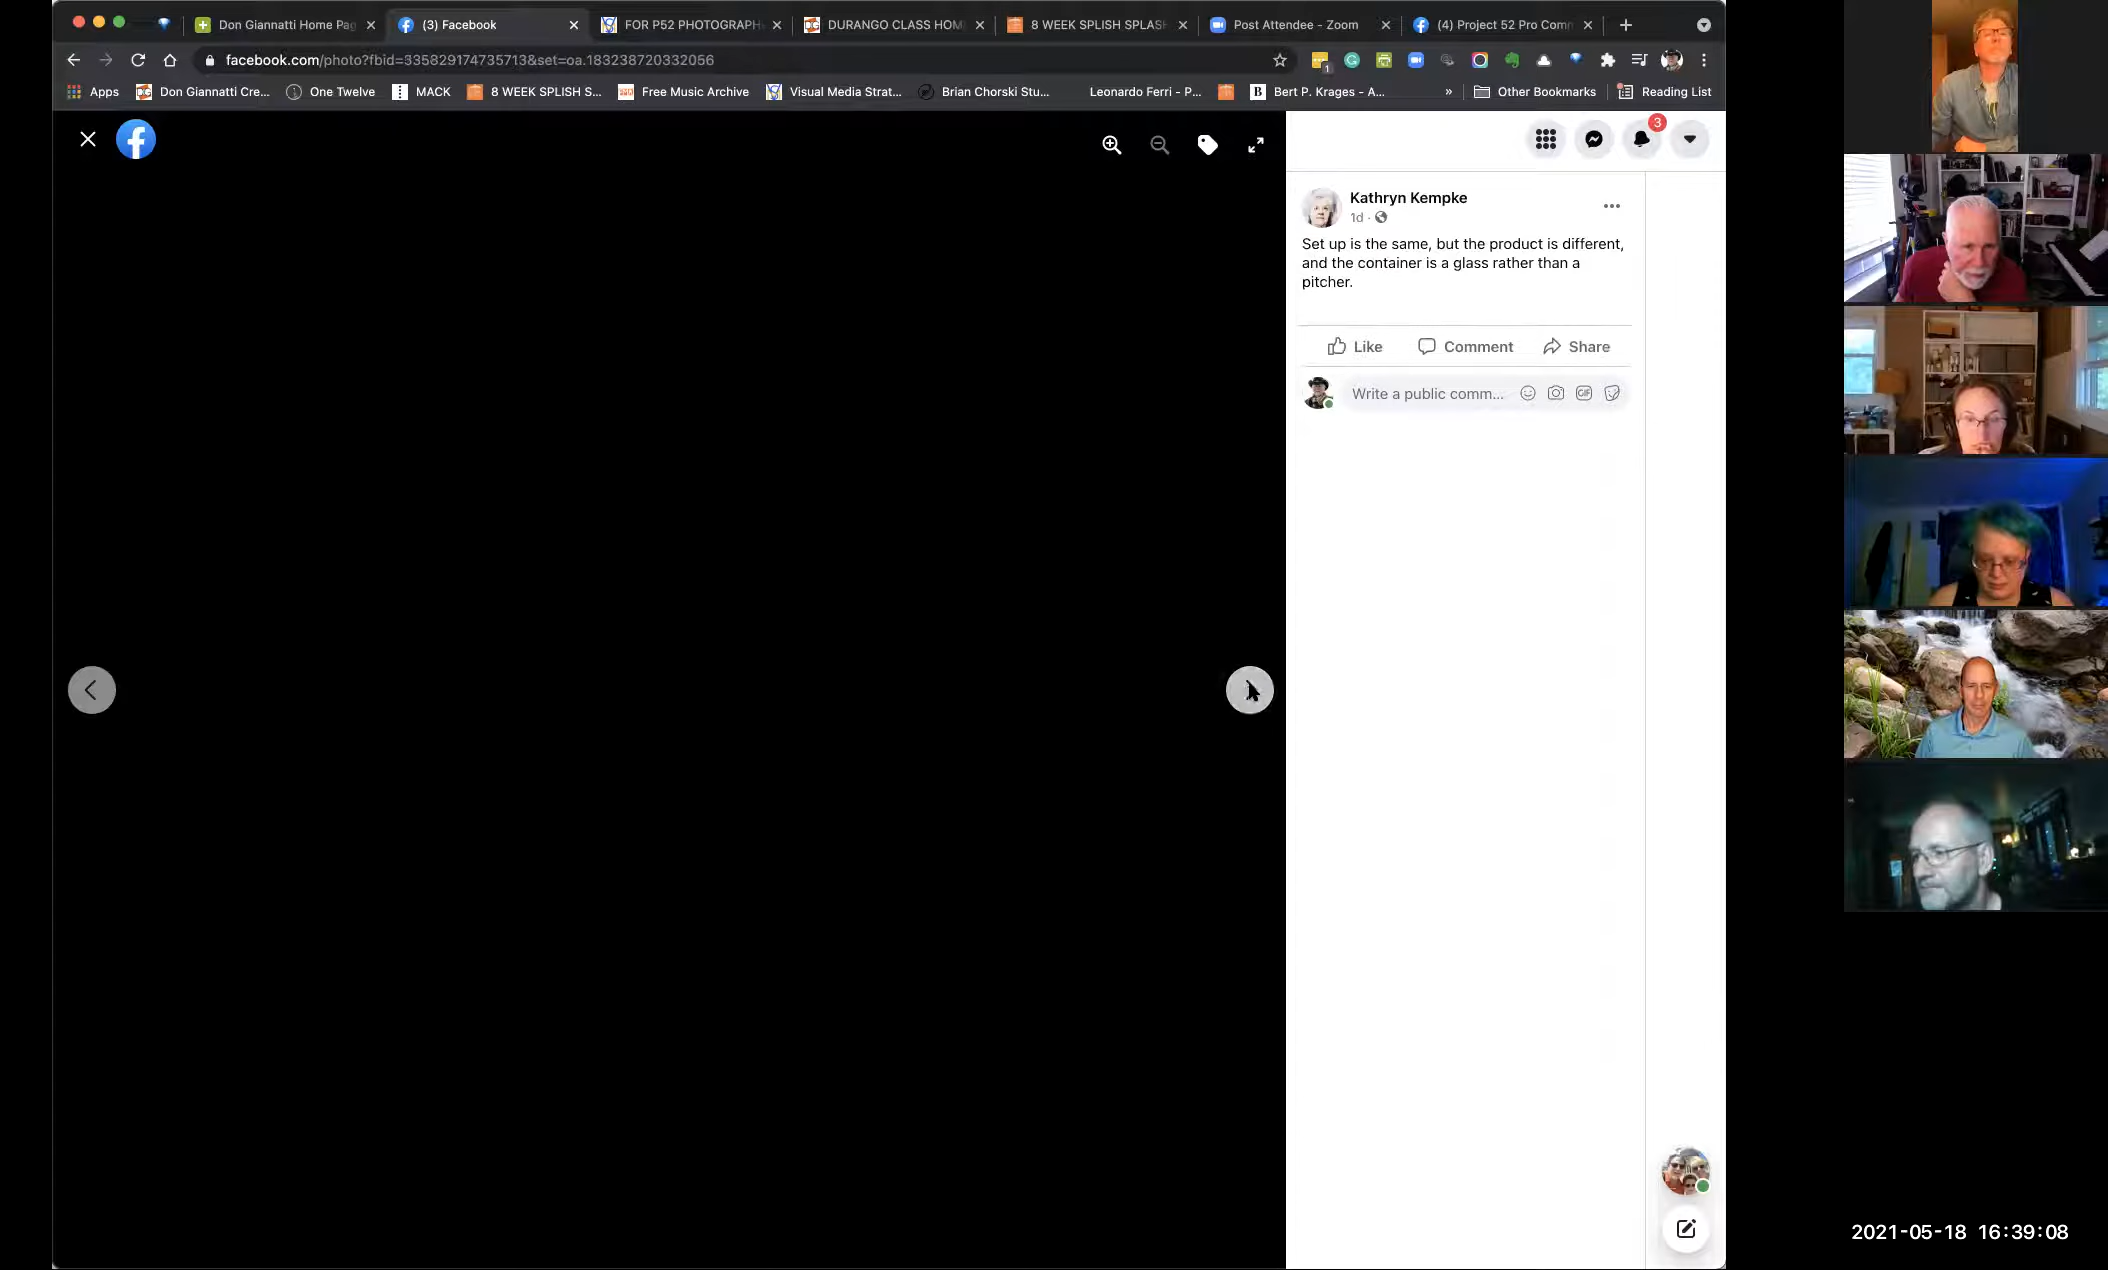 Don Giannatti Home Pag
(3) Facebook
FOR P52 PHOTOGRAPH
DURANGO CLASS HOM
8 WEEK SPLISH SPLASH
Post Attendee - Zoom
(4) Project 52 Pro Comm
facebook.com/photo?fbid=335829174735713&set=oa.183238720332056
1
Apps
Don Giannatti Cre...
One Twelve
MACK
8 WEEK SPLISH S...
Free Music Archive
Visual Media Strat...
Brian Chorski Stu...
Leonardo Ferri - P...
Bert P. Krages - A...
»
Other Bookmarks
Reading List
3
Kathryn Kempke
1d ·
Set up is the same, but the product is different,
and the container is a glass rather than a
pitcher.
Like
Comment
Share
Write a public comm...
GIF
2021-05-18 16:39:08